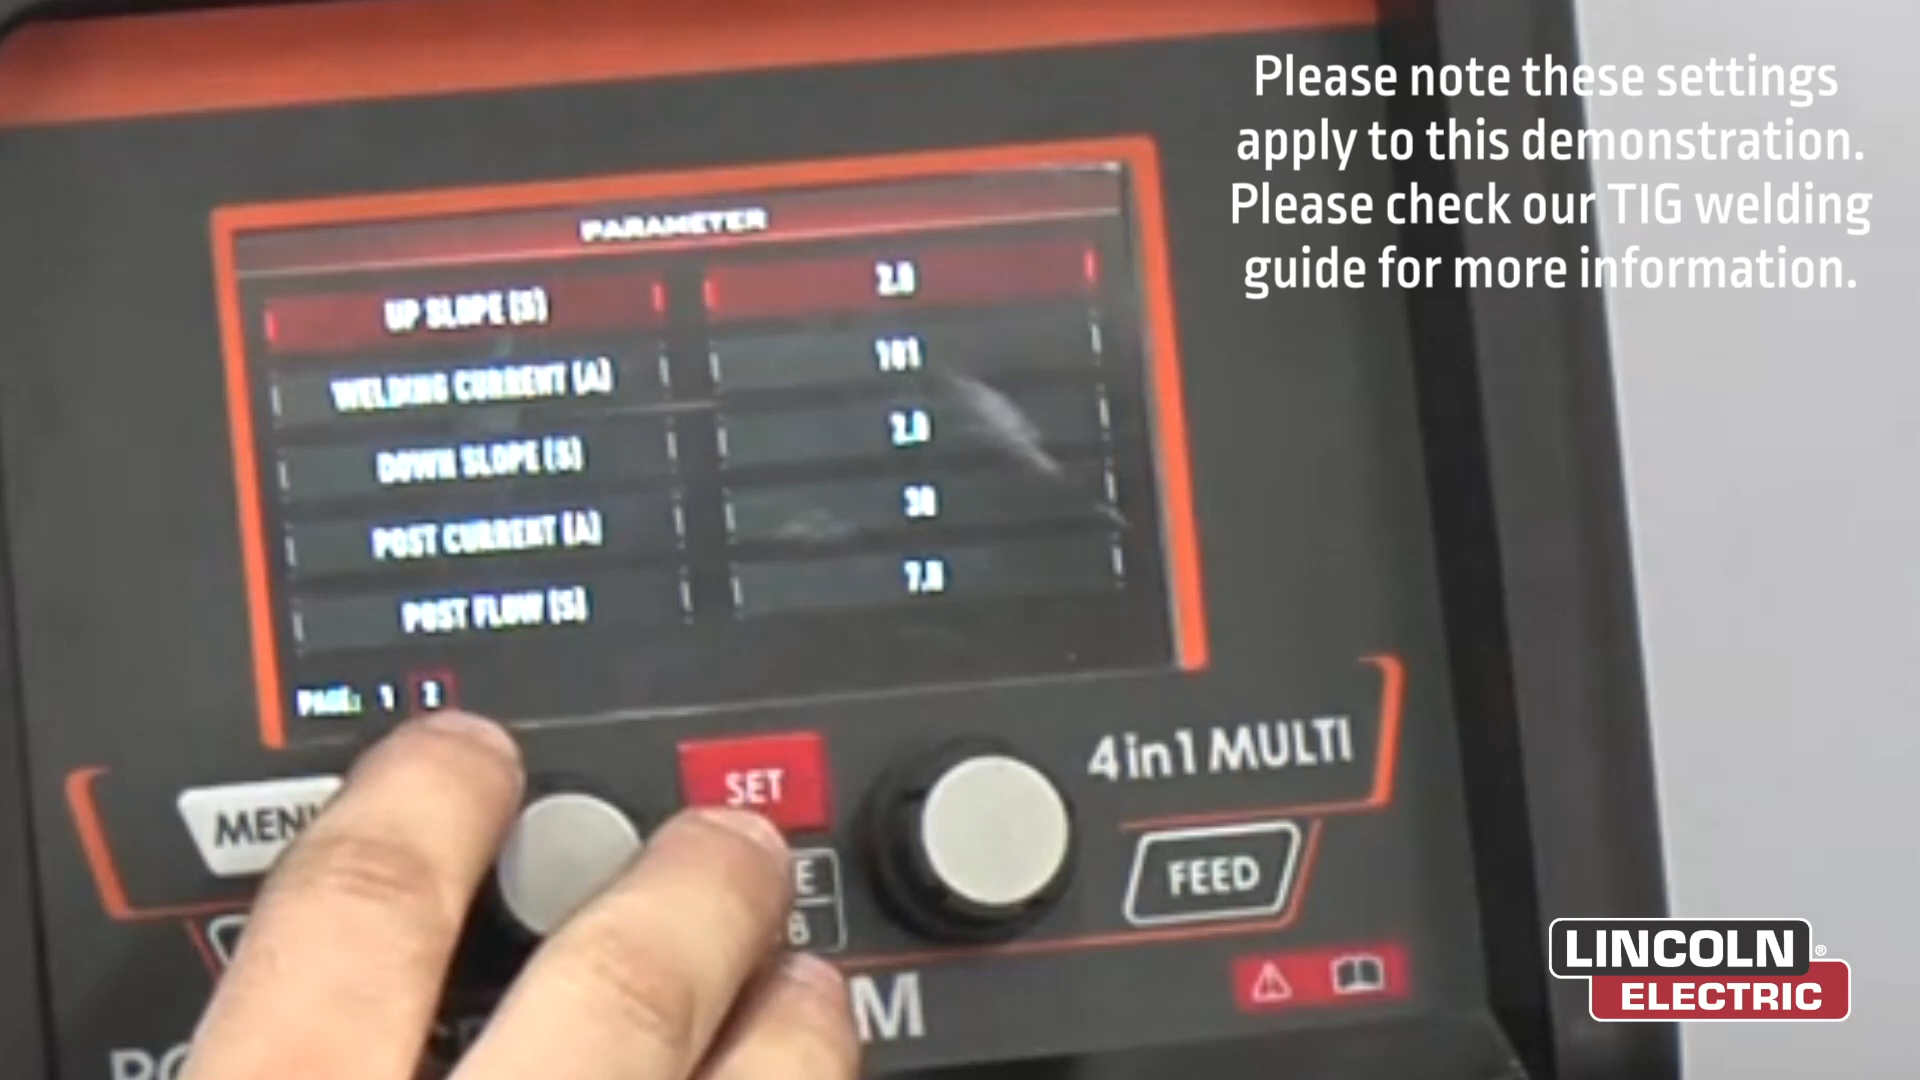 Please note these settings
apply to this demonstration.
Please check our TIG welding
guide for more information.
PARAMETER
UP SLOPE (S) 2.0
WELDING CURRENT (A) 101
DOWN SLOPE (S) 2.0
POST CURRENT (A) 30
POST FLOW (S) 7.0
PAGE: 1 2
MENU
SET
4in1 MULTI
FEED
LINCOLN®
ELECTRIC